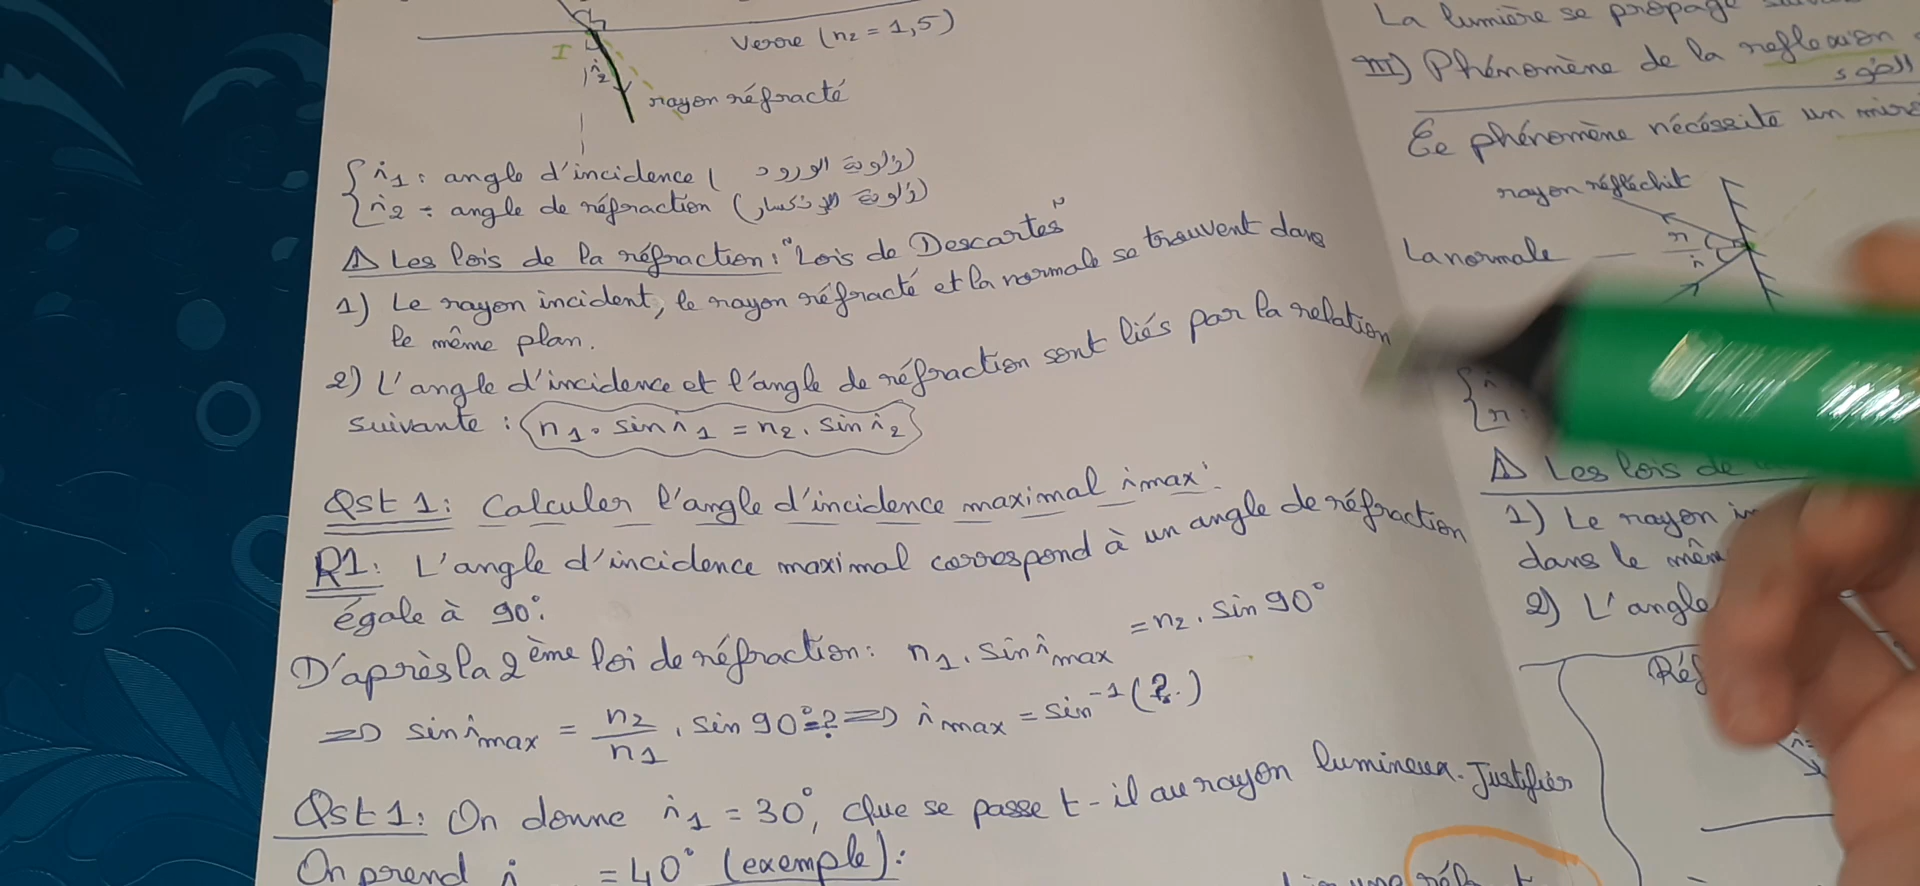 I
Verre (n2 = 1,5)
i2
rayon réfracté
i1 : angle d'incidence ( زاوية الورود
i2 : angle de réfraction (زاوية الإنكسار)
Les lois de la réfraction : "Lois de Descartes"
1) Le rayon incident, le rayon réfracté et la normale se trouvent dans
le même plan.
2) L'angle d'incidence et l'angle de réfraction sont liés par la relation
suivante : n1 . sin i1 = n2 . sin i2
Qst 1: Calculer l'angle d'incidence maximal imax :
R1: L'angle d'incidence maximal correspond à un angle de réfraction
égale à 90°.
D'après la 2ème loi de réfraction : n1 . sin imax = n2 . sin 90°
=> sin imax = n2/n1 . sin 90° = ? => imax = sin⁻¹ (?.)
Qst 1: On donne i1 = 30°, Que se passe t-il au rayon lumineux. Justifier
On prend i = 40° (exemple):
La lumière se propage
III) Phénomène de la reflexion
الضوء
Ce phénomène nécéssite un
rayon réfléchit
La normale
r
i
i
r :
Les lois de
1) Le rayon
dans le mêm
2) L'angle
Réf